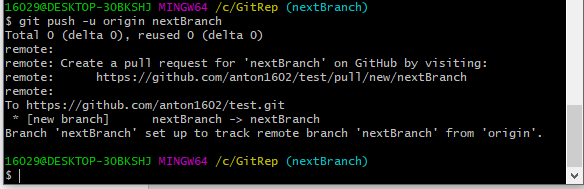 16029@DESKTOP-3OBKSHJ MINGW64 /c/GitRep (nextBranch)
$ git push -u origin nextBranch
Total 0 (delta 0), reused 0 (delta 0)
remote:
remote: Create a pull request for 'nextBranch' on GitHub by visiting:
remote:      https://github.com/anton1602/test/pull/new/nextBranch
remote:
To https://github.com/anton1602/test.git
 * [new branch]      nextBranch -> nextBranch
Branch 'nextBranch' set up to track remote branch 'nextBranch' from 'origin'.

16029@DESKTOP-3OBKSHJ MINGW64 /c/GitRep (nextBranch)
$